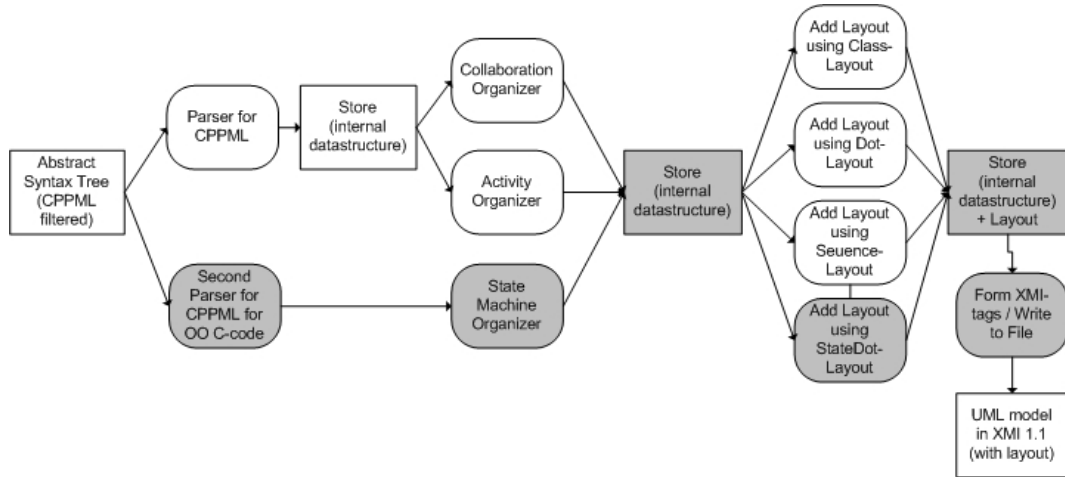 Abstract
Syntax Tree
(CPPML
filtered)
Parser for
CPPML
Second
Parser for
CPPML for
OO C-code
Store
(internal
datastructure)
Collaboration
Organizer
Activity
Organizer
State
Machine
Organizer
Store
(internal
datastructure)
Add Layout
using Class-
Layout
Add Layout
using Dot-
Layout
Add Layout
using
Seuence-
Layout
Add Layout
using
StateDot-
Layout
Store
(internal
datastructure)
+ Layout
Form XMI-
tags / Write
to File
UML model
in XMI 1.1
(with layout)